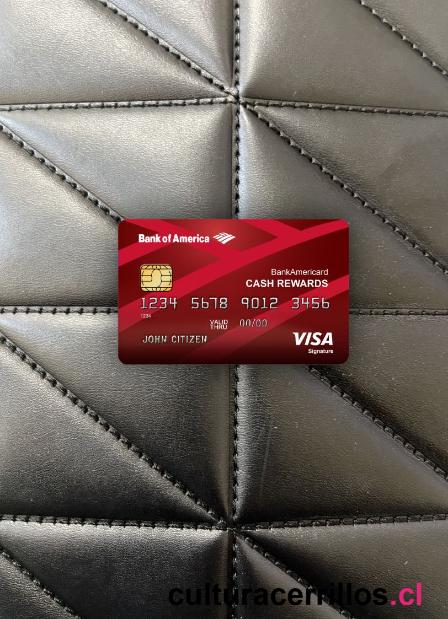 Bank of America
BankAmericard
CASH REWARDS
1234 5678 9012 3456
1234
VALID
THRU 00/00
JOHN CITIZEN
VISA
Signature
culturacerrillos.cl